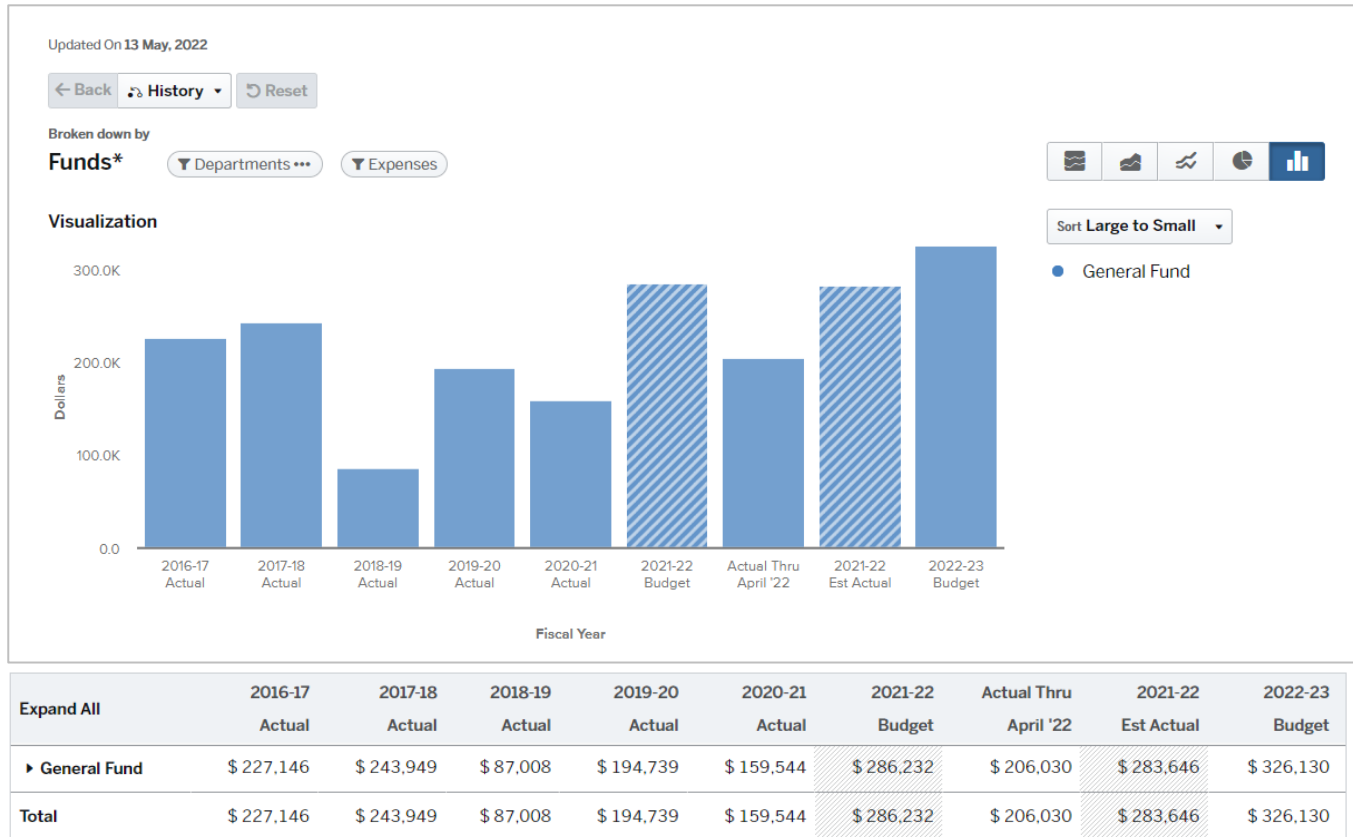 Updated On 13 May, 2022
← Back History ▾ Reset
Broken down by
Funds* Departments ••• Expenses
Visualization
Sort Large to Small ▾
General Fund
300.0K
200.0K
100.0K
0.0
Dollars
2016-17 2017-18 2018-19 2019-20 2020-21 2021-22 Actual Thru 2021-22 2022-23
Actual Actual Actual Actual Actual Budget April '22 Est Actual Budget
Fiscal Year
Expand All 2016-17 2017-18 2018-19 2019-20 2020-21 2021-22 Actual Thru 2021-22 2022-23
Actual Actual Actual Actual Actual Budget April '22 Est Actual Budget
▸ General Fund $ 227,146 $ 243,949 $ 87,008 $ 194,739 $ 159,544 $ 286,232 $ 206,030 $ 283,646 $ 326,130
Total $ 227,146 $ 243,949 $ 87,008 $ 194,739 $ 159,544 $ 286,232 $ 206,030 $ 283,646 $ 326,130